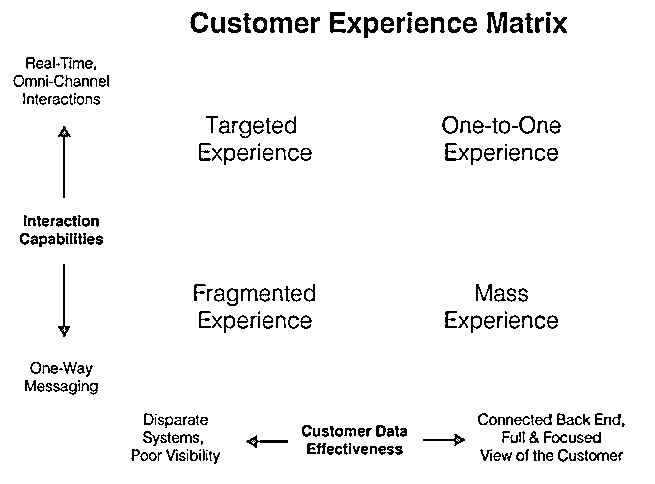 Customer Experience Matrix
Real-Time,
Omni-Channel
Interactions
Targeted
Experience
One-to-One
Experience
Interaction
Capabilities
Fragmented
Experience
Mass
Experience
One-Way
Messaging
Disparate
Systems,
Poor Visibility
Customer Data
Effectiveness
Connected Back End,
Full & Focused
View of the Customer